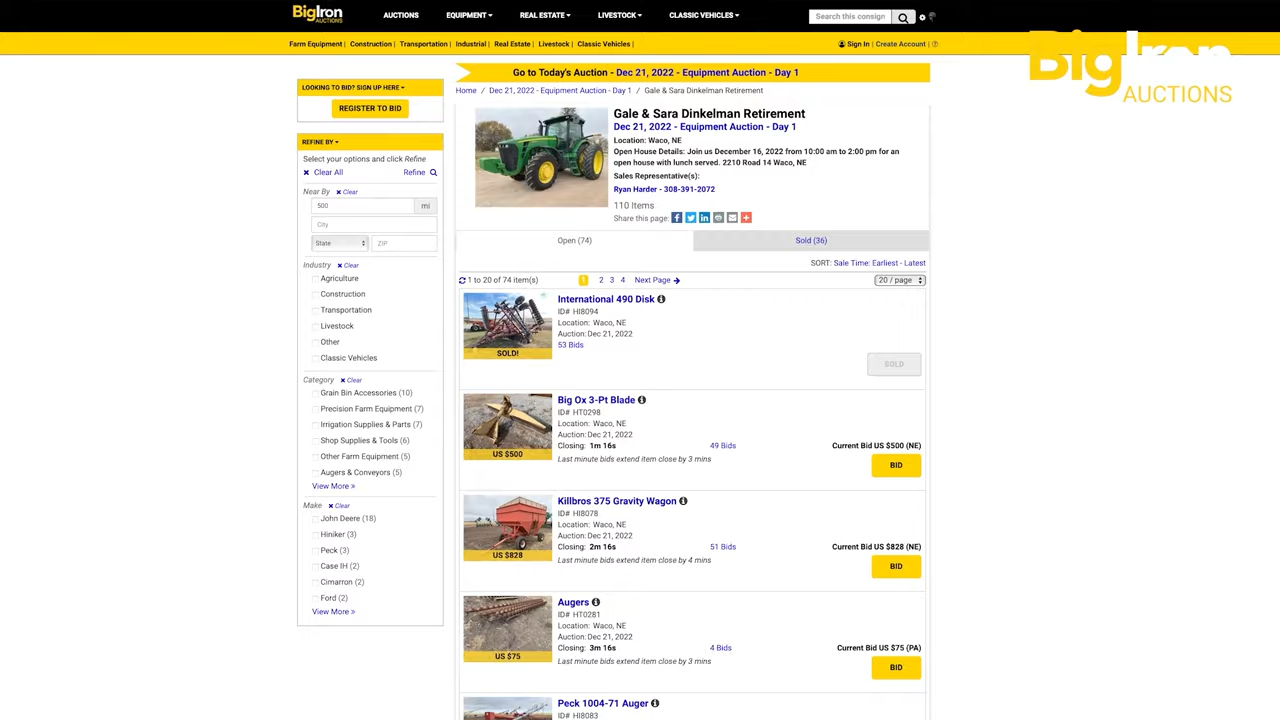 BigIron
AUCTIONS
AUCTIONS
EQUIPMENT
REAL ESTATE
LIVESTOCK
CLASSIC VEHICLES
Search this consign
Farm Equipment | Construction | Transportation | Industrial | Real Estate | Livestock | Classic Vehicles |
Sign In | Create Account |
BigIron
AUCTIONS
LOOKING TO BID? SIGN UP HERE
REGISTER TO BID
REFINE BY
Select your options and click Refine
Clear All
Refine
Near By Clear
500 mi
City
State ZIP
Industry Clear
Agriculture
Construction
Transportation
Livestock
Other
Classic Vehicles
Category Clear
Grain Bin Accessories (10)
Precision Farm Equipment (7)
Irrigation Supplies & Parts (7)
Shop Supplies & Tools (6)
Other Farm Equipment (5)
Augers & Conveyors (5)
View More »
Make Clear
John Deere (18)
Hiniker (3)
Peck (3)
Case IH (2)
Cimarron (2)
Ford (2)
View More »
Go to Today's Auction - Dec 21, 2022 - Equipment Auction - Day 1
Home / Dec 21, 2022 - Equipment Auction - Day 1 / Gale & Sara Dinkelman Retirement
Gale & Sara Dinkelman Retirement
Dec 21, 2022 - Equipment Auction - Day 1
Location: Waco, NE
Open House Details: Join us December 16, 2022 from 10:00 am to 2:00 pm for an
open house with lunch served. 2210 Road 14 Waco, NE
Sales Representative(s):
Ryan Harder - 308-391-2072
110 Items
Share this page:
Open (74)
Sold (36)
SORT: Sale Time: Earliest - Latest
1 to 20 of 74 item(s)
1 2 3 4 Next Page
20 / page
International 490 Disk
ID# HI8094
Location: Waco, NE
Auction: Dec 21, 2022
53 Bids
SOLD!
SOLD
Big Ox 3-Pt Blade
ID# HT0298
Location: Waco, NE
Auction: Dec 21, 2022
Closing: 1m 16s 49 Bids Current Bid US $500 (NE)
Last minute bids extend item close by 3 mins
US $500
BID
Killbros 375 Gravity Wagon
ID# HI8078
Location: Waco, NE
Auction: Dec 21, 2022
Closing: 2m 16s 51 Bids Current Bid US $828 (NE)
Last minute bids extend item close by 4 mins
US $828
BID
Augers
ID# HT0281
Location: Waco, NE
Auction: Dec 21, 2022
Closing: 3m 16s 4 Bids Current Bid US $75 (PA)
Last minute bids extend item close by 3 mins
US $75
BID
Peck 1004-71 Auger
ID# HI8083